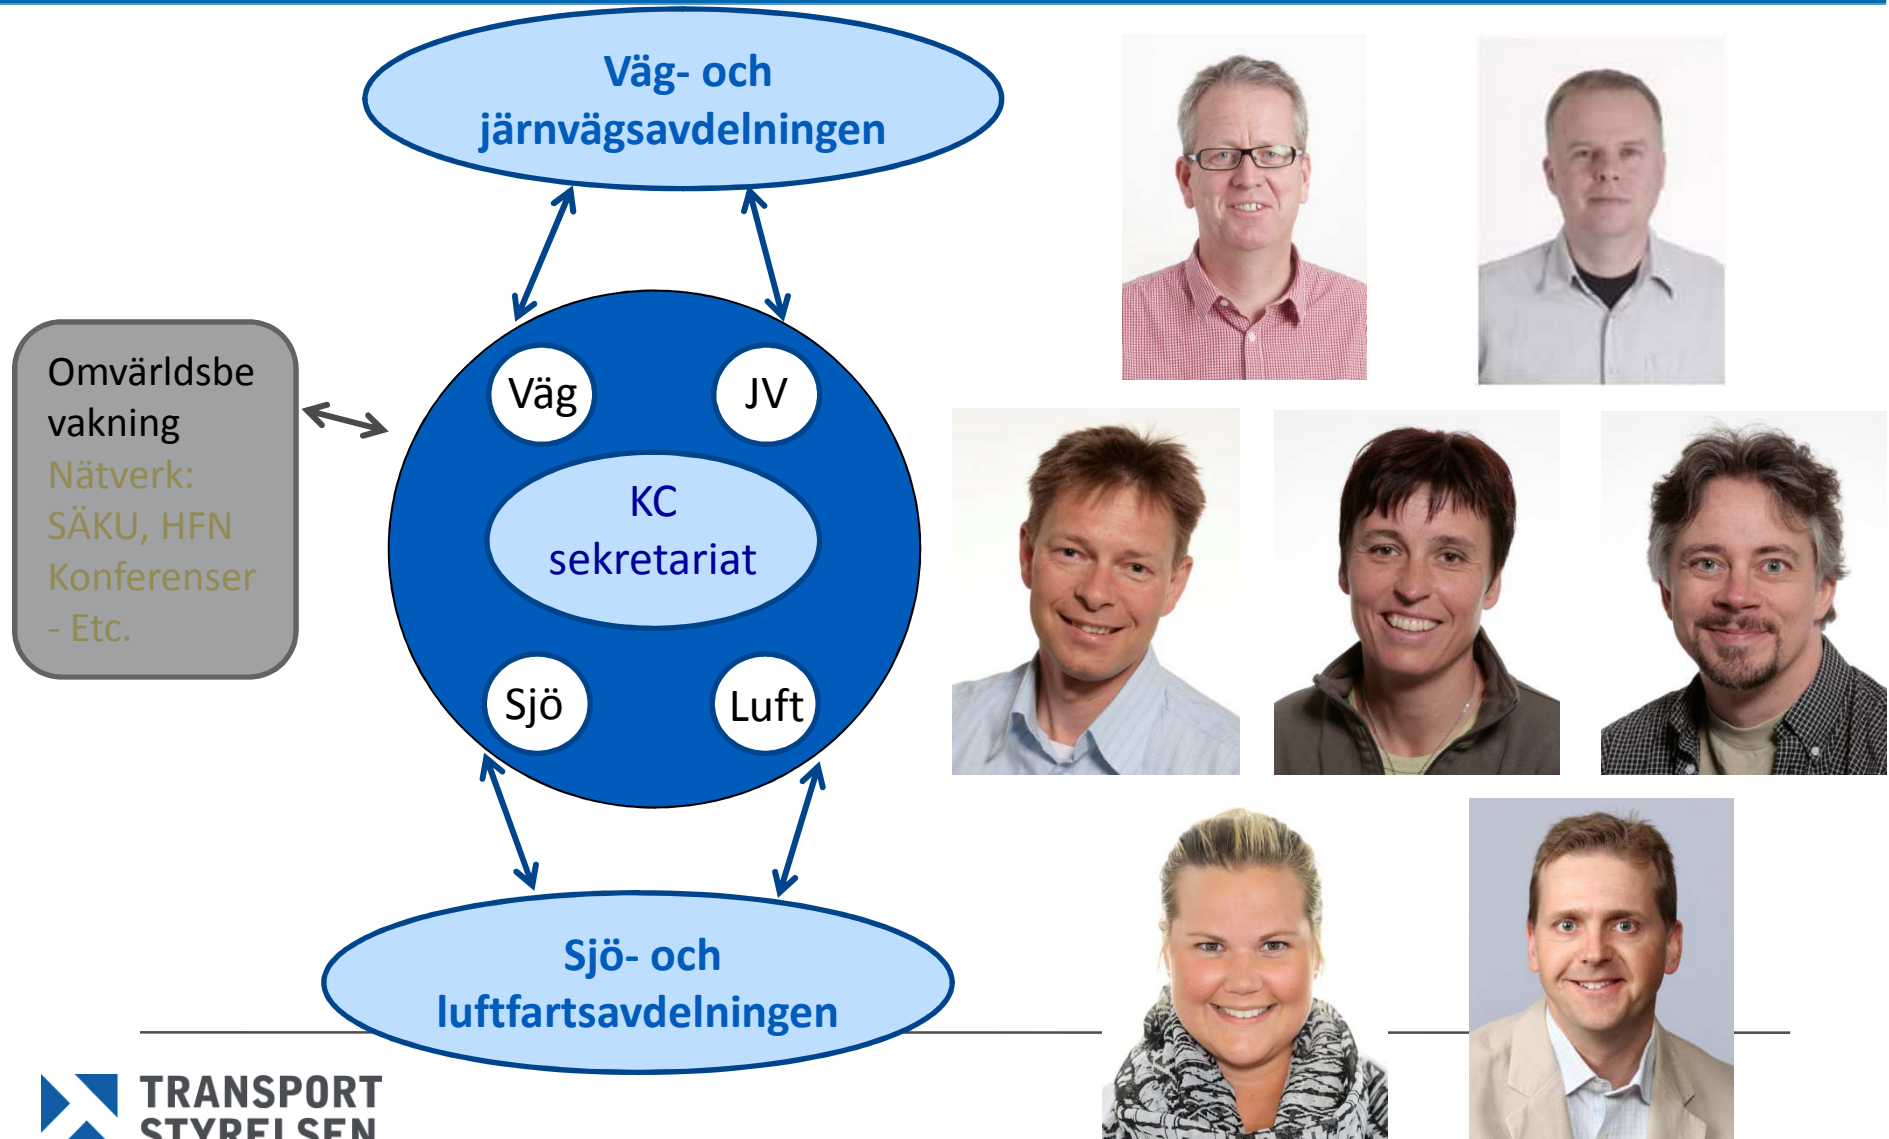 Väg- och
järnvägsavdelningen
Omvärldsbe
vakning
Nätverk:
SÄKU, HFN
Konferenser
- Etc.
Väg
JV
KC
sekretariat
Sjö
Luft
Sjö- och
luftfartsavdelningen
TRANSPORT
STYRELSEN